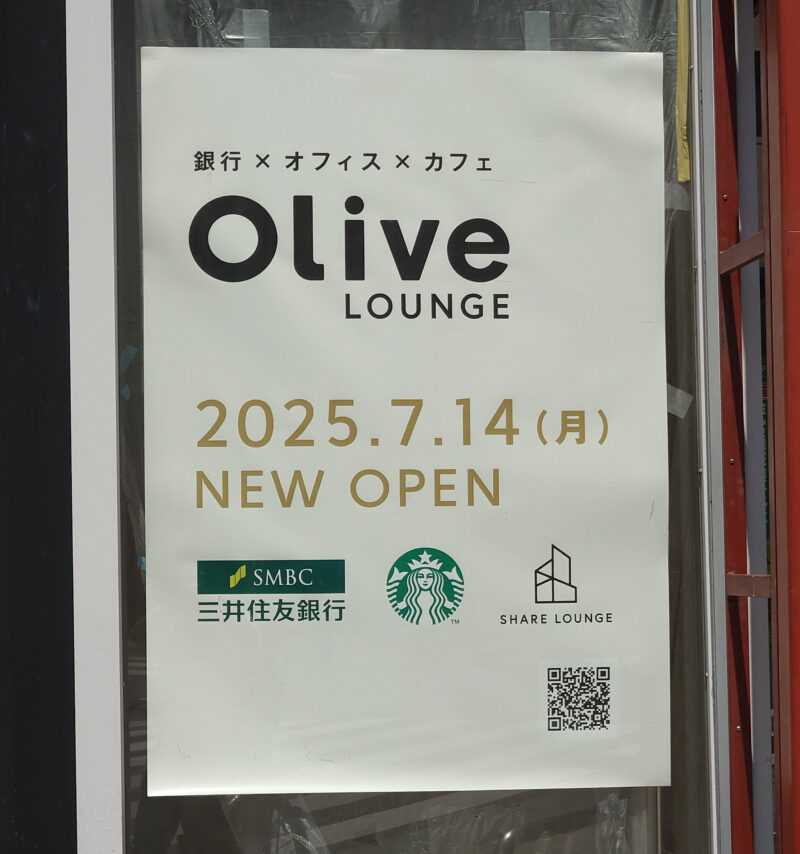 銀行 × オフィス × カフェ
Olive
LOUNGE
2025.7.14(月)
NEW OPEN
SMBC
三井住友銀行
TM
SHARE LOUNGE